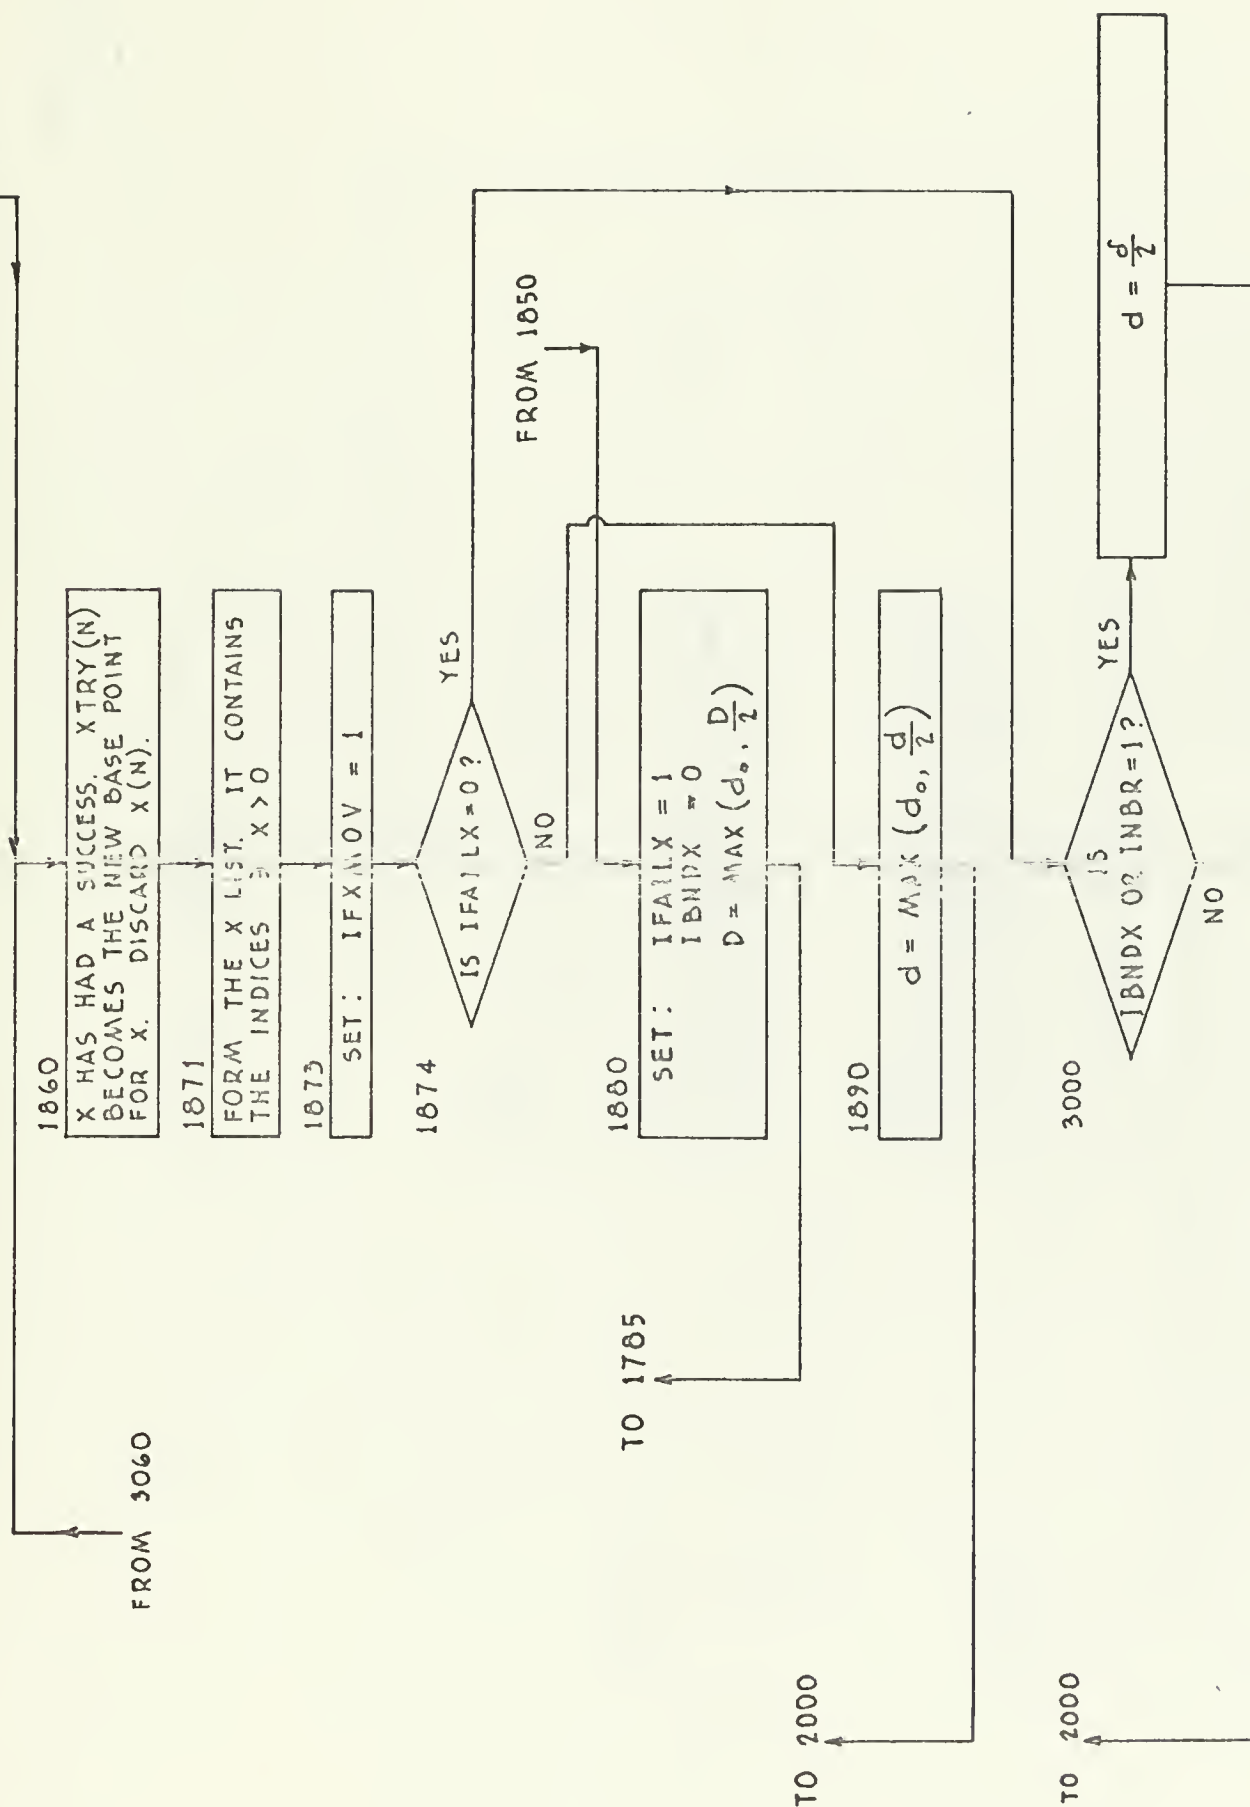 FROM 3060
1860
X HAS HAD A SUCCESS. XTRY(N)
BECOMES THE NEW BASE POINT
FOR X. DISCARD X(N).
1871
FORM THE X LIST. IT CONTAINS
THE INDICES ∋ X > 0
1873
SET: IFXMOV = 1
1874
IS IFAILX = 0?
YES
NO
FROM 1850
1880
SET: IFAILX = 1
IBNDX = 0
D = MAX (d₀, D/2)
TO 1785
1890
d = MAX (d₀, d/2)
TO 2000
3000
IS
IBNDX OR INBR = 1?
YES
d = d/2
NO
TO 2000